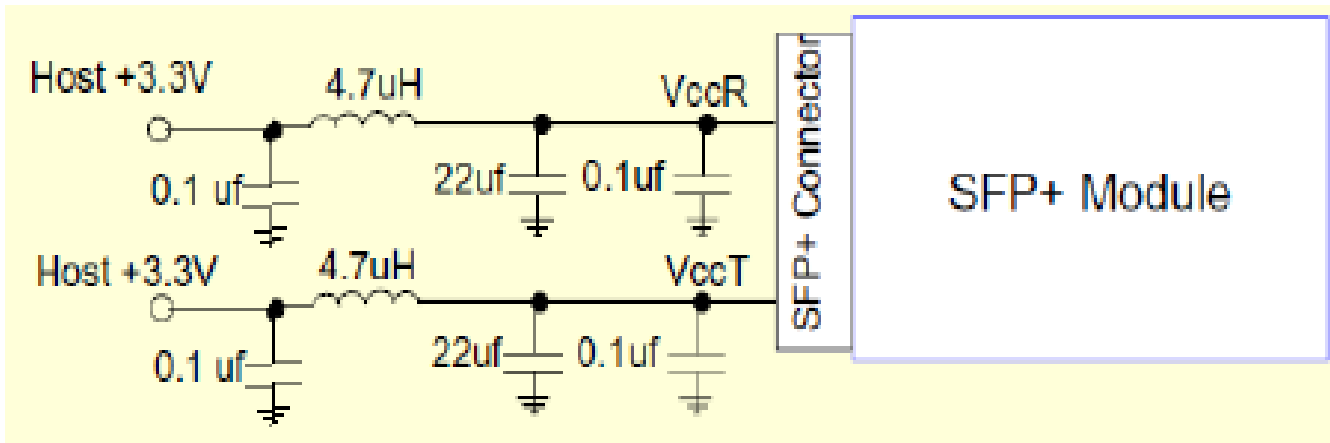 Host +3.3V
4.7uH
VccR
0.1 uf
22uf
0.1uf
Host +3.3V
4.7uH
VccT
0.1 uf
22uf
0.1uf
SFP+ Connector
SFP+ Module